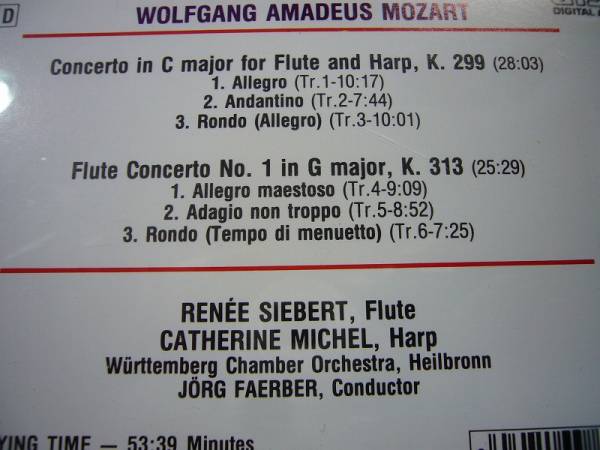 D
WOLFGANG AMADEUS MOZART
DIGITAL
Concerto in C major for Flute and Harp, K. 299 (28:03)
1. Allegro (Tr.1-10:17)
2. Andantino (Tr.2-7:44)
3. Rondo (Allegro) (Tr.3-10:01)
Flute Concerto No. 1 in G major, K. 313 (25:29)
1. Allegro maestoso (Tr.4-9:09)
2. Adagio non troppo (Tr.5-8:52)
3. Rondo (Tempo di menuetto) (Tr.6-7:25)
RENÉE SIEBERT, Flute
CATHERINE MICHEL, Harp
Württemberg Chamber Orchestra, Heilbronn
JÖRG FAERBER, Conductor
YING TIME — 53:39 Minutes